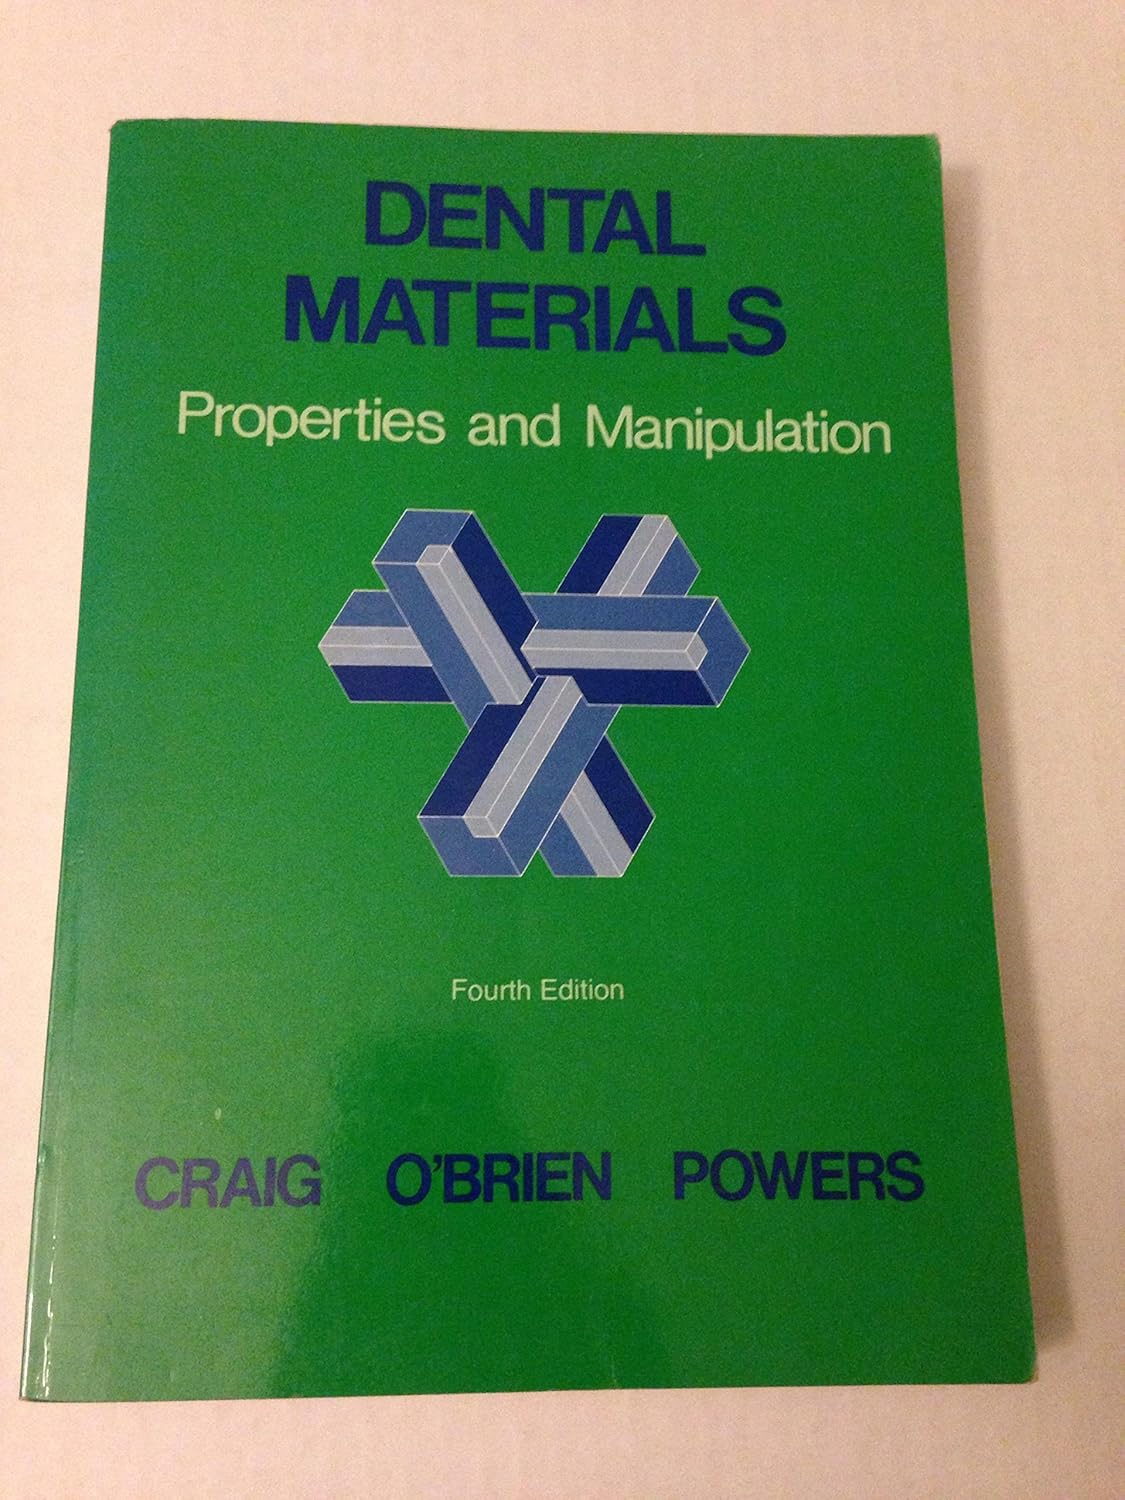 DENTAL
MATERIALS
Properties and Manipulation
Fourth Edition
CRAIG O'BRIEN POWERS